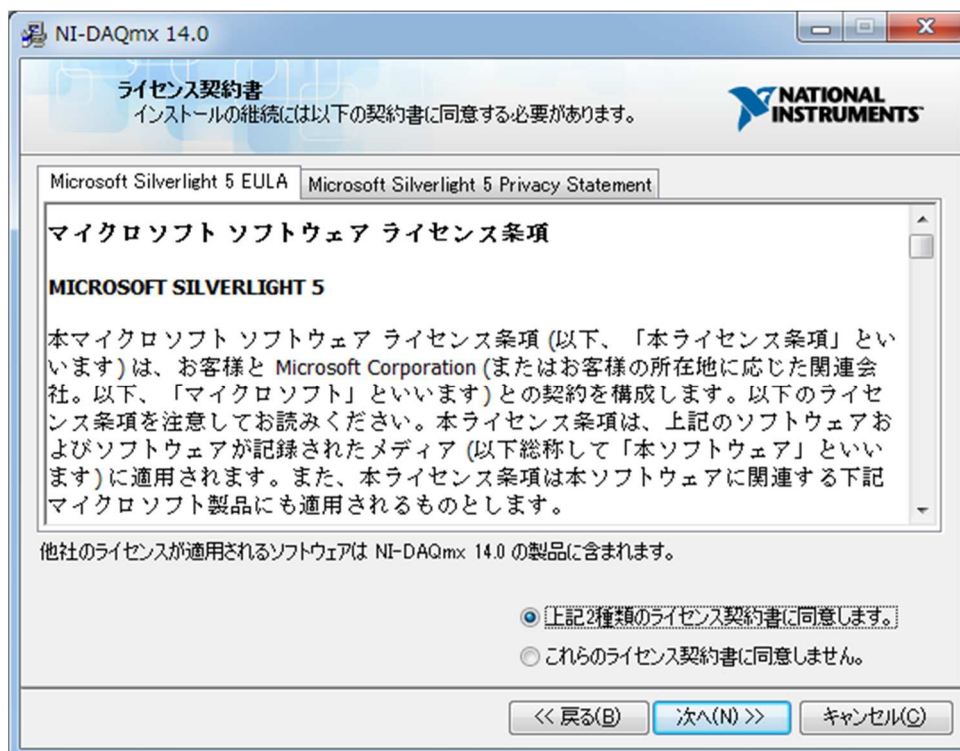 NI-DAQmx 14.0
ライセンス契約書
インストールの継続には以下の契約書に同意する必要があります。
NATIONAL
INSTRUMENTS
Microsoft Silverlight 5 EULA
Microsoft Silverlight 5 Privacy Statement
マイクロソフト ソフトウェア ライセンス条項
MICROSOFT SILVERLIGHT 5
本マイクロソフト ソフトウェア ライセンス条項 (以下、「本ライセンス条項」とい
います) は、お客様と Microsoft Corporation (またはお客様の所在地に応じた関連会
社。以下、「マイクロソフト」といいます) との契約を構成します。以下のライセ
ンス条項を注意してお読みください。本ライセンス条項は、上記のソフトウェアお
よびソフトウェアが記録されたメディア (以下総称して「本ソフトウェア」といい
ます) に適用されます。また、本ライセンス条項は本ソフトウェアに関連する下記
マイクロソフト製品にも適用されるものとします。
他社のライセンスが適用されるソフトウェアは NI-DAQmx 14.0 の製品に含まれます。
上記2種類のライセンス契約書に同意します。
これらのライセンス契約書に同意しません。
<< 戻る(B)
次へ(N) >>
キャンセル(C)